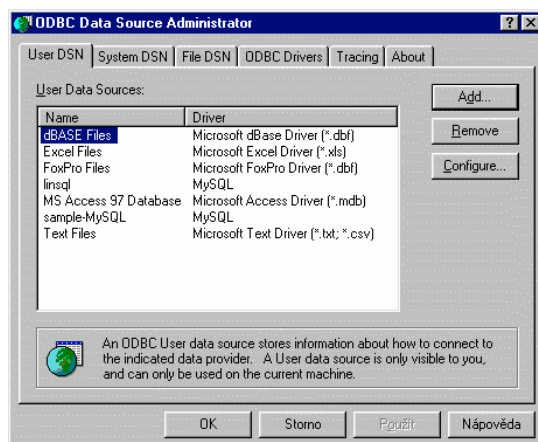 ODBC Data Source Administrator
User DSN System DSN File DSN ODBC Drivers Tracing About
User Data Sources:
Add...
Name Driver
dBASE Files Microsoft dBase Driver (*.dbf)
Remove
Excel Files Microsoft Excel Driver (*.xls)
FoxPro Files Microsoft FoxPro Driver (*.dbf)
Configure...
linsql MySQL
MS Access 97 Database Microsoft Access Driver (*.mdb)
sample-MySQL MySQL
Text Files Microsoft Text Driver (*.txt; *.csv)
An ODBC User data source stores information about how to connect to
the indicated data provider. A User data source is only visible to you,
and can only be used on the current machine.
OK Storno Použít Nápověda